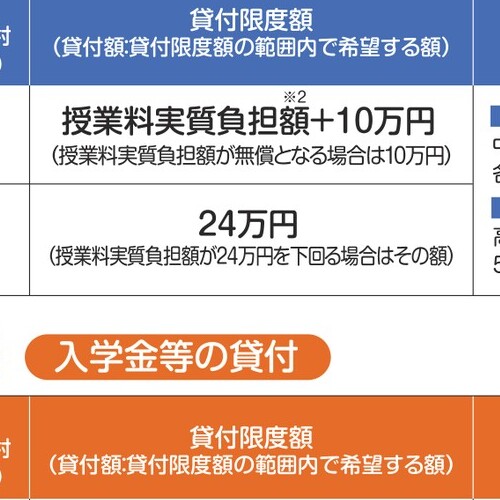 貸付限度額
(貸付額:貸付限度額の範囲内で希望する額)
授業料実質負担額※2+10万円
(授業料実質負担額が無償となる場合は10万円)
24万円
(授業料実質負担額が24万円を下回る場合はその額)
入学金等の貸付
貸付限度額
(貸付額:貸付限度額の範囲内で希望する額)